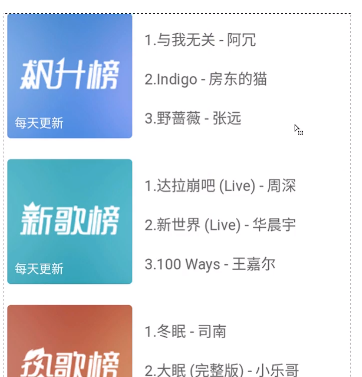 飙升榜
每天更新
1.与我无关 - 阿冗
2.Indigo - 房东的猫
3.野蔷薇 - 张远
新歌榜
每天更新
1.达拉崩吧 (Live) - 周深
2.新世界 (Live) - 华晨宇
3.100 Ways - 王嘉尔
热歌榜
1.冬眠 - 司南
2.大眠 (完整版) - 小乐哥